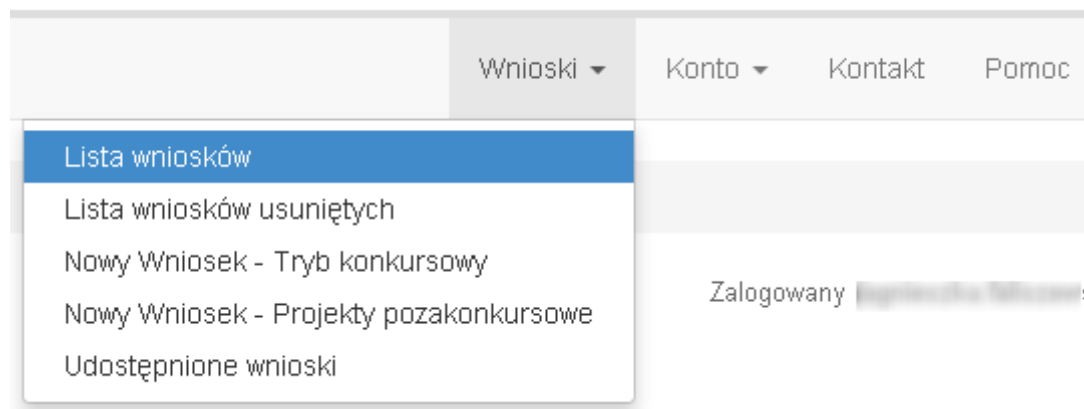 Wnioski Konto Kontakt Pomoc
Lista wniosków
Lista wniosków usuniętych
Nowy Wniosek - Tryb konkursowy
Nowy Wniosek - Projekty pozakonkursowe
Zalogowany
Udostępnione wnioski